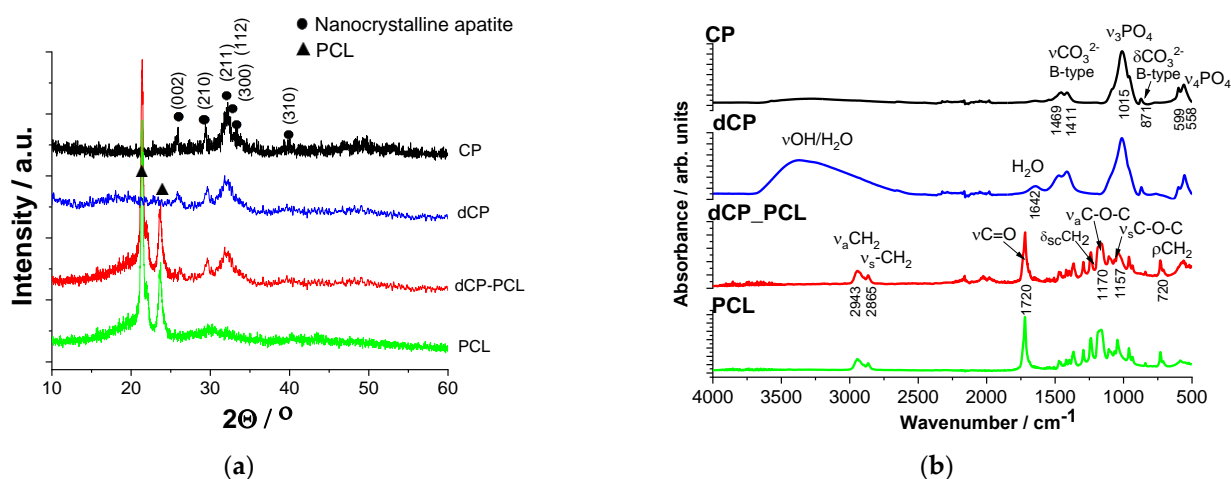 ● Nanocrystalline apatite
▲ PCL
(002)
(210)
(211)
(112)
(300)
(310)
CP
dCP
dCP-PCL
PCL
Intensity / a.u.
10 20 30 40 50 60
2Θ / º
(a)
CP
ν₃PO₄
νCO₃²⁻
B-type
δCO₃²⁻
B-type
ν₄PO₄
1469
1411
1015
871
599
558
dCP
νOH/H₂O
H₂O
1642
dCP_PCL
νₐCH₂
νₛ-CH₂
νC=O
δscCH₂
νₐC-O-C
νₛC-O-C
ρCH₂
2943
2865
1720
1170
1157
720
PCL
Absorbance / arb. units
4000 3500 3000 2500 2000 1500 1000 500
Wavenumber / cm⁻¹
(b)